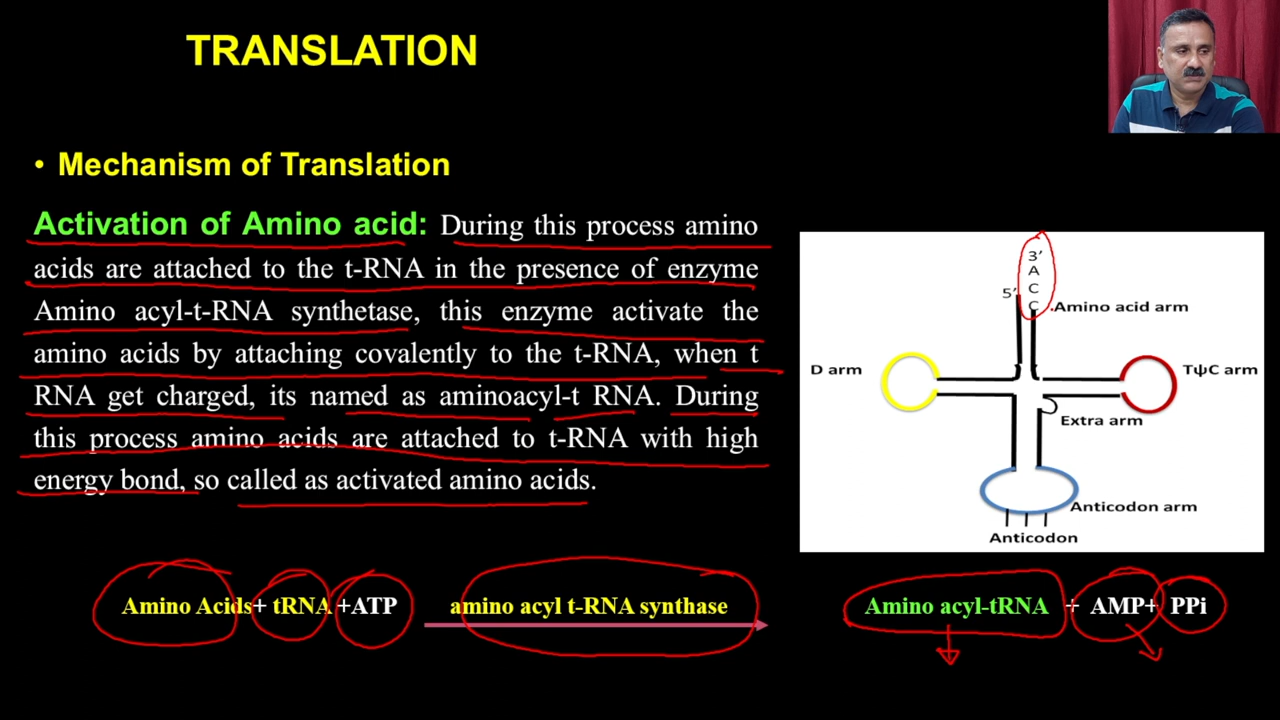 TRANSLATION
• Mechanism of Translation
Activation of Amino acid: During this process amino
acids are attached to the t-RNA in the presence of enzyme
Amino acyl-t-RNA synthetase, this enzyme activate the
amino acids by attaching covalently to the t-RNA, when t
RNA get charged, its named as aminoacyl-t RNA. During
this process amino acids are attached to t-RNA with high
energy bond, so called as activated amino acids.
3'
A
C
5'
C
Amino acid arm
D arm
TψC arm
Extra arm
Anticodon arm
Anticodon
Amino Acids+ tRNA +ATP amino acyl t-RNA synthase Amino acyl-tRNA + AMP+ PPi